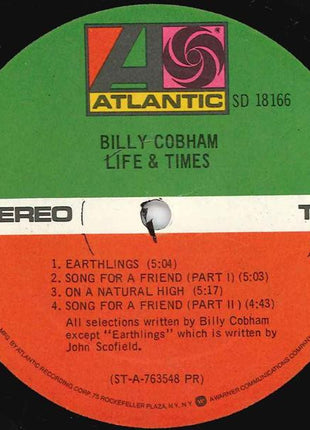 ATLANTIC SD 18166
BILLY COBHAM
LIFE & TIMES
EREO T
1. EARTHLINGS (5:04)
2. SONG FOR A FRIEND (PART I) (5:03)
3. ON A NATURAL HIGH (5:17)
4. SONG FOR A FRIEND (PART II) (4:43)
All selections written by Billy Cobham
except "Earthlings" which is written by
John Scofield.
(ST-A-763548 PR)
MFG. BY ATLANTIC RECORDING CORP. 75 ROCKEFELLER PLAZA, N.Y., N.Y. A WARNER COMMUNICATIONS COMPANY